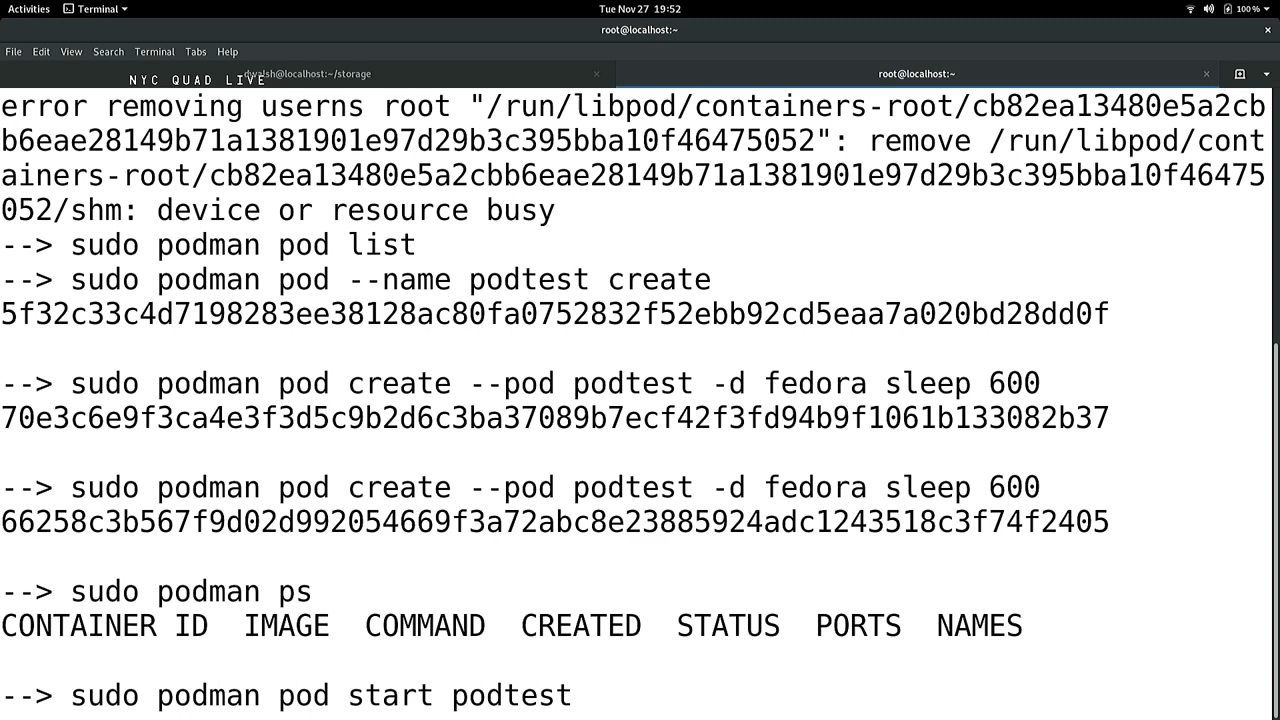 Activities Terminal Tue Nov 27 19:52 100%
root@localhost:~
File Edit View Search Terminal Tabs Help
NYC QUAD LIVE
dwalsh@localhost:~/storage root@localhost:~
error removing userns root "/run/libpod/containers-root/cb82ea13480e5a2cb
b6eae28149b71a1381901e97d29b3c395bba10f46475052": remove /run/libpod/cont
ainers-root/cb82ea13480e5a2cbb6eae28149b71a1381901e97d29b3c395bba10f46475
052/shm: device or resource busy
--> sudo podman pod list
--> sudo podman pod --name podtest create
5f32c33c4d7198283ee38128ac80fa0752832f52ebb92cd5eaa7a020bd28dd0f
--> sudo podman pod create --pod podtest -d fedora sleep 600
70e3c6e9f3ca4e3f3d5c9b2d6c3ba37089b7ecf42f3fd94b9f1061b133082b37
--> sudo podman pod create --pod podtest -d fedora sleep 600
66258c3b567f9d02d992054669f3a72abc8e23885924adc1243518c3f74f2405
--> sudo podman ps
CONTAINER ID IMAGE COMMAND CREATED STATUS PORTS NAMES
--> sudo podman pod start podtest